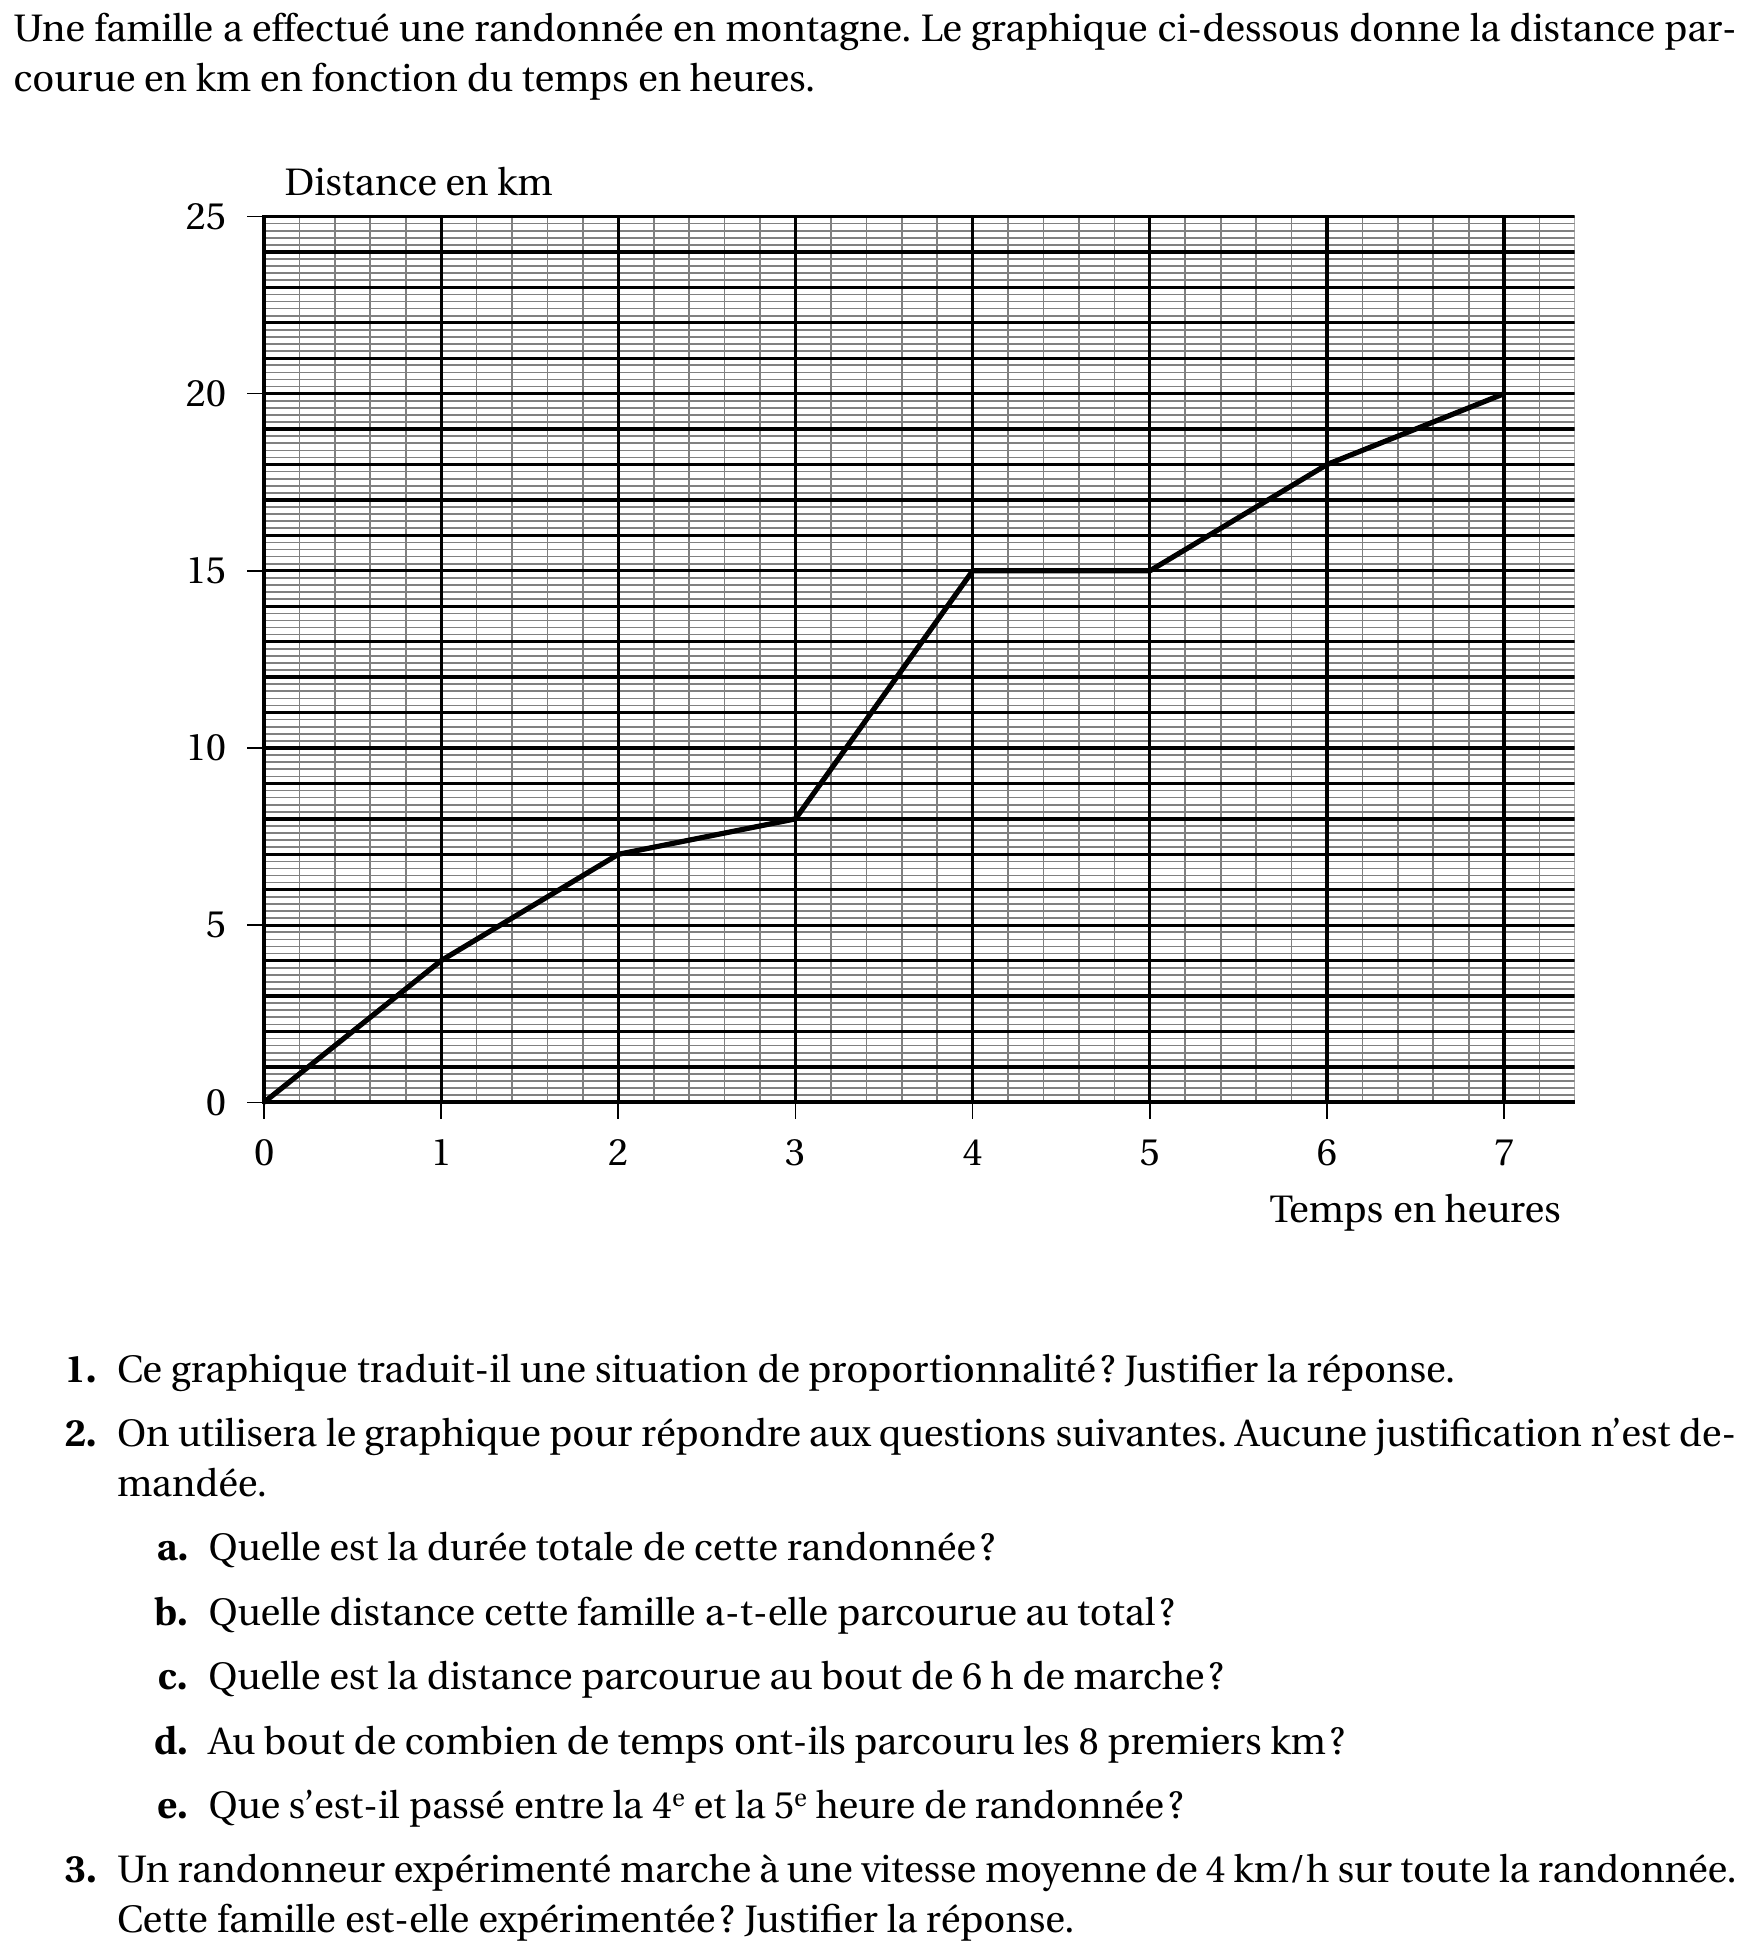 Une famille a effectué une randonnée en montagne. Le graphique ci-dessous donne la distance par-
courue en km en fonction du temps en heures.
Distance en km
25
20
15
10
5
0
0 1 2 3 4 5 6 7
Temps en heures
1. Ce graphique traduit-il une situation de proportionnalité? Justifier la réponse.
2. On utilisera le graphique pour répondre aux questions suivantes. Aucune justification n'est de-
mandée.
a. Quelle est la durée totale de cette randonnée?
b. Quelle distance cette famille a-t-elle parcourue au total?
c. Quelle est la distance parcourue au bout de 6 h de marche?
d. Au bout de combien de temps ont-ils parcouru les 8 premiers km?
e. Que s'est-il passé entre la 4ᵉ et la 5ᵉ heure de randonnée?
3. Un randonneur expérimenté marche à une vitesse moyenne de 4 km/h sur toute la randonnée.
Cette famille est-elle expérimentée? Justifier la réponse.